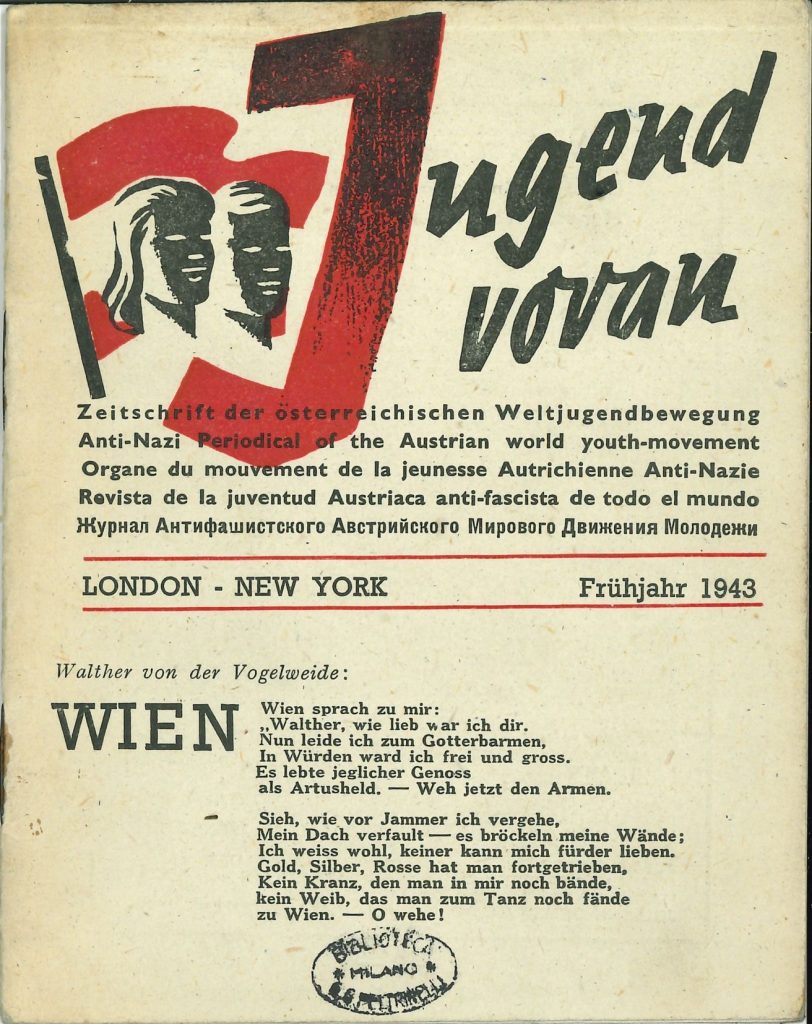 Jugend
voran
Zeitschrift der österreichischen Weltjugendbewegung
Anti-Nazi Periodical of the Austrian world youth-movement
Organe du mouvement de la jeunesse Autrichienne Anti-Nazie
Revista de la juventud Austriaca anti-fascista de todo el mundo
Журнал Антифашистского Австрийского Мирового Движения Молодежи
LONDON - NEW YORK Frühjahr 1943
Walther von der Vogelweide:
WIEN
Wien sprach zu mir:
„Walther, wie lieb war ich dir.
Nun leide ich zum Gotterbarmen,
In Würden ward ich frei und gross.
Es lebte jeglicher Genoss
als Artusheld. — Weh jetzt den Armen.
Sieh, wie vor Jammer ich vergehe,
Mein Dach verfault — es bröckeln meine Wände;
Ich weiss wohl, keiner kann mich fürder lieben.
Gold, Silber, Rosse hat man fortgetrieben,
Kein Kranz, den man in mir noch bände,
kein Weib, das man zum Tanz noch fände
zu Wien. — O wehe!
BIBLIOTECA
* MILANO *
G. G. FELTRINELLI